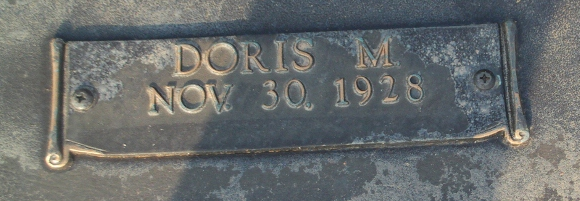 DORIS M.
NOV. 30, 1928